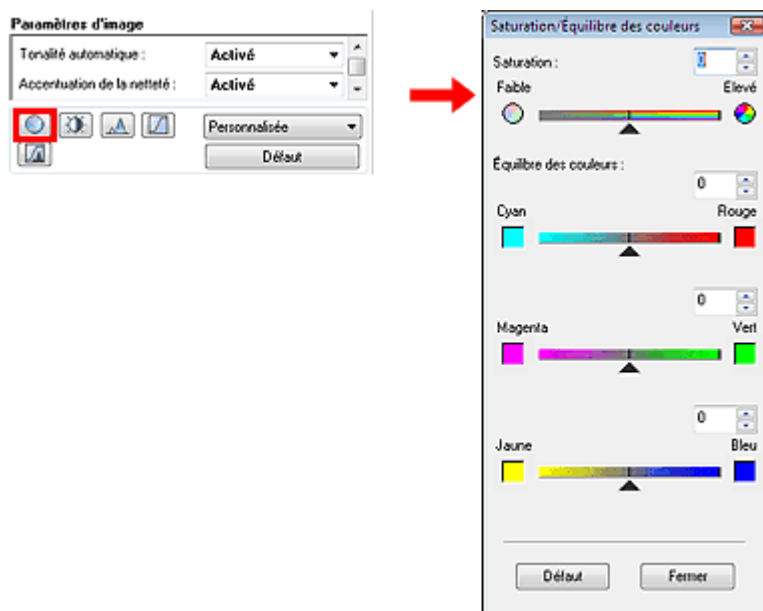 Paramètres d'image
Tonalité automatique : Activé
Accentuation de la netteté : Activé
Personnalisée
Défaut
Saturation/Équilibre des couleurs
Saturation : 0
Faible Elevé
Équilibre des couleurs :
0
Cyan Rouge
0
Magenta Vert
0
Jaune Bleu
Défaut Fermer